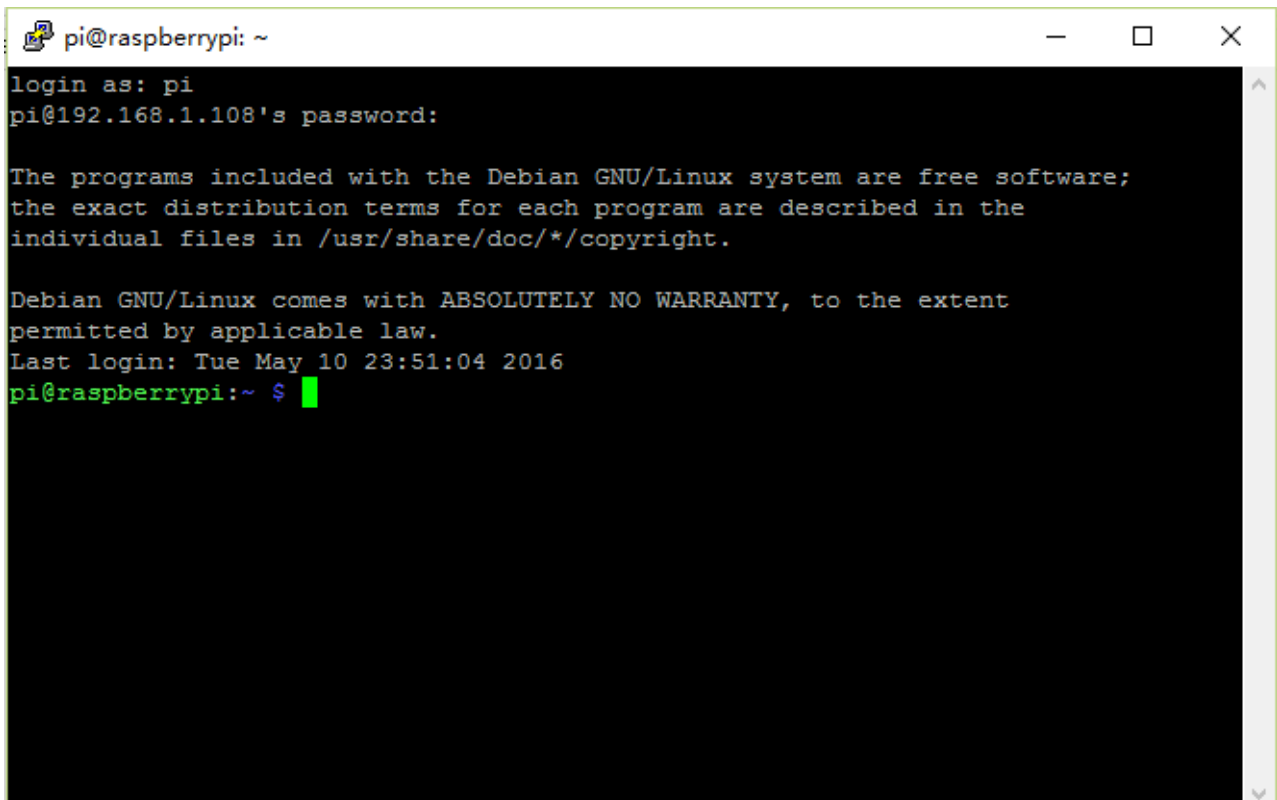 pi@raspberrypi: ~
login as: pi
pi@192.168.1.108's password:
The programs included with the Debian GNU/Linux system are free software;
the exact distribution terms for each program are described in the
individual files in /usr/share/doc/*/copyright.
Debian GNU/Linux comes with ABSOLUTELY NO WARRANTY, to the extent
permitted by applicable law.
Last login: Tue May 10 23:51:04 2016
pi@raspberrypi:~ $